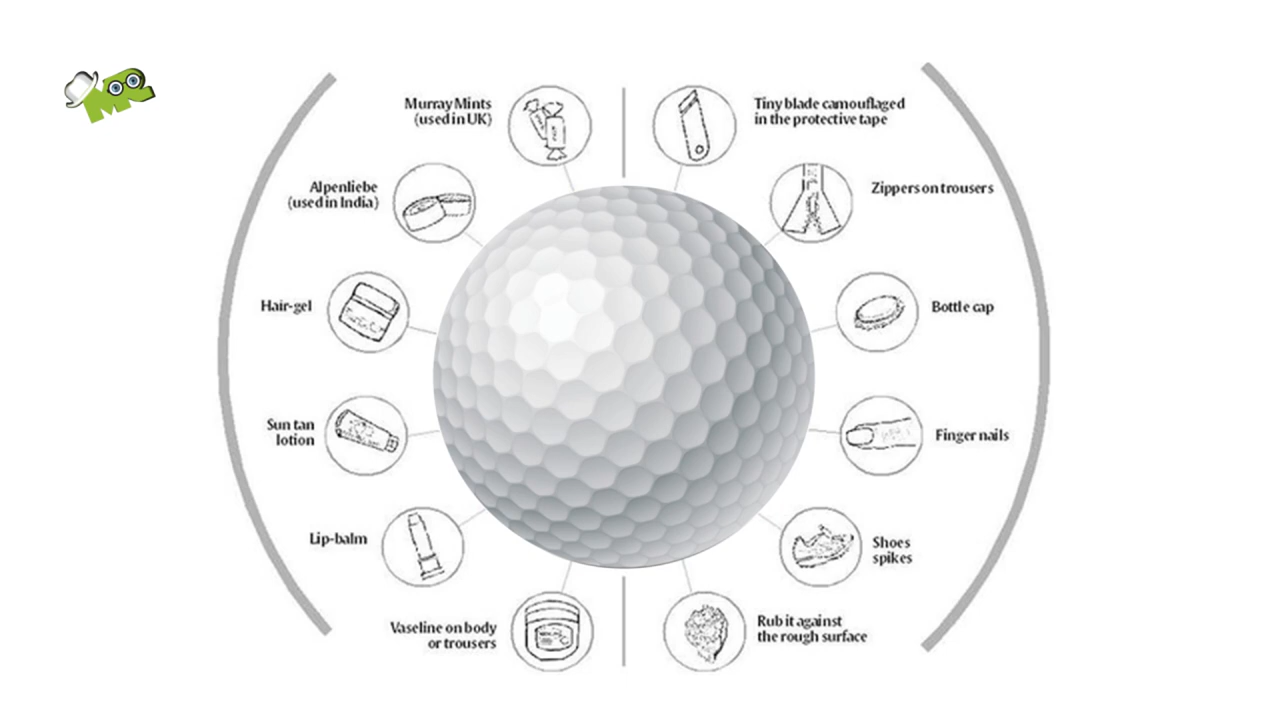 Murray Mints
(used in UK)
Alpenliebe
(used in India)
Hair-gel
Sun tan
lotion
Lip-balm
Vaseline on body
or trousers
Tiny blade camouflaged
in the protective tape
Zippers on trousers
Bottle cap
Finger nails
Shoes
spikes
Rub it against
the rough surface